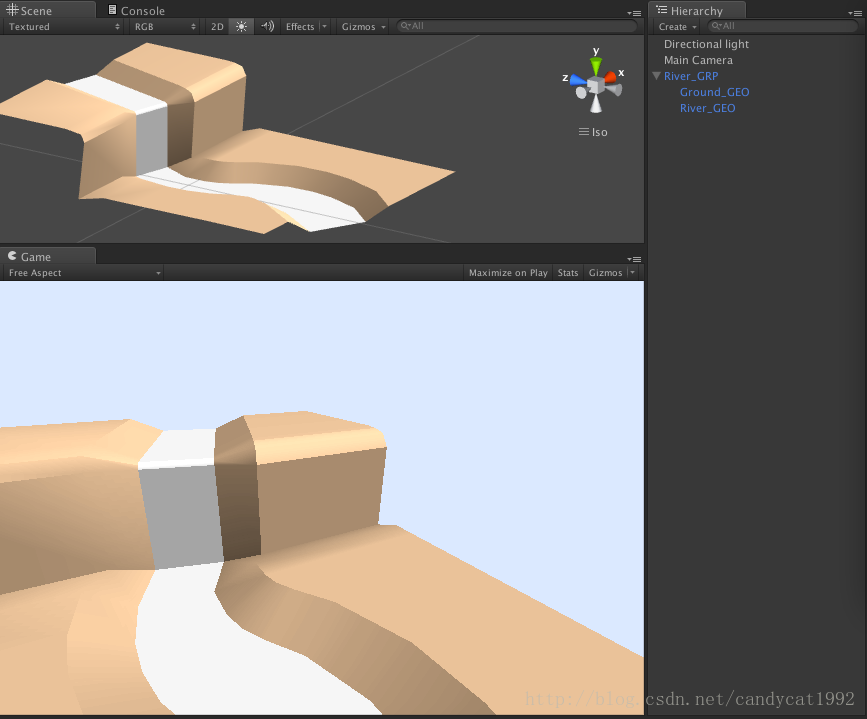 Scene
Console
Textured
RGB
2D
Effects
Gizmos
All
y
x
z
Iso
Game
Free Aspect
Maximize on Play
Stats
Gizmos
Hierarchy
Create
All
Directional light
Main Camera
River_GRP
Ground_GEO
River_GEO
http://blog.csdn.net/candycat1992